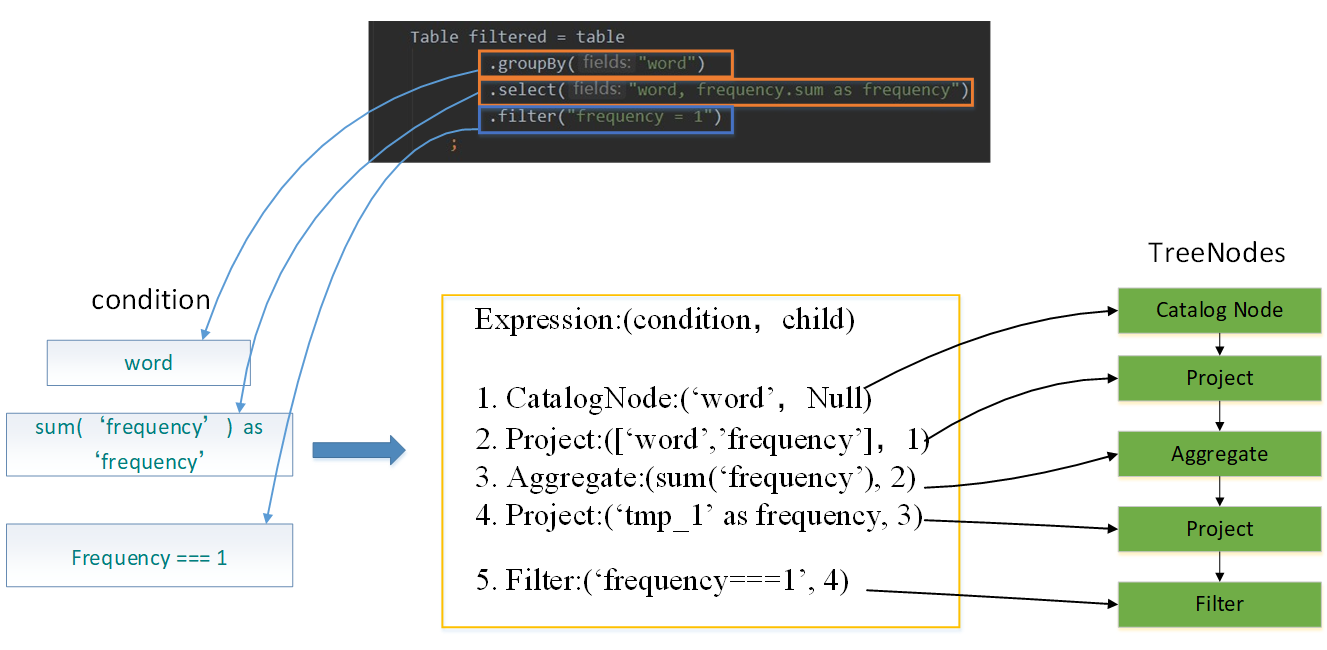 Table filtered = table
.groupBy( fields: "word")
.select( fields: "word, frequency.sum as frequency")
.filter("frequency = 1")
;
condition
word
sum( ‘frequency’ ) as
‘frequency’
Frequency === 1
Expression:(condition，child)
1. CatalogNode:(‘word’，Null)
2. Project:([‘word’,’frequency’]，1)
3. Aggregate:(sum(‘frequency’), 2)
4. Project:(‘tmp_1’ as frequency, 3)
5. Filter:(‘frequency===1’, 4)
TreeNodes
Catalog Node
Project
Aggregate
Project
Filter